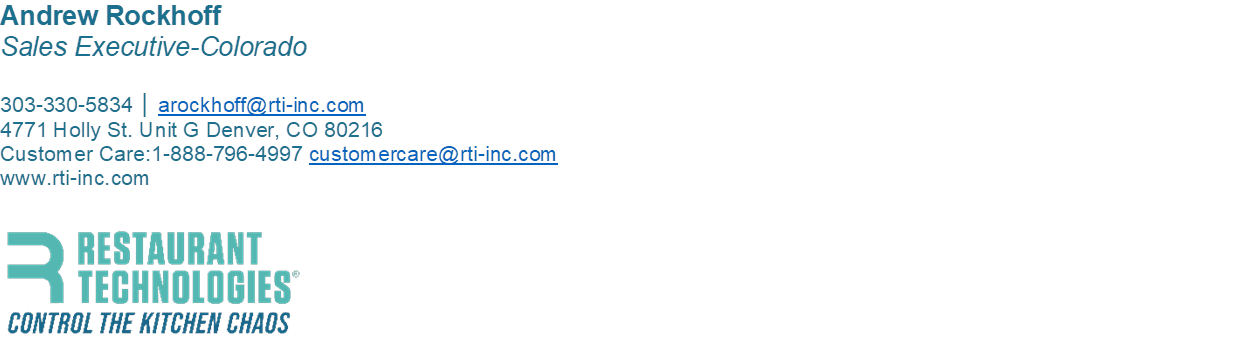 Andrew Rockhoff
Sales Executive-Colorado
303-330-5834 | arockhoff@rti-inc.com
4771 Holly St. Unit G Denver, CO 80216
Customer Care:1-888-796-4997 customercare@rti-inc.com
www.rti-inc.com
RESTAURANT
TECHNOLOGIES®
CONTROL THE KITCHEN CHAOS